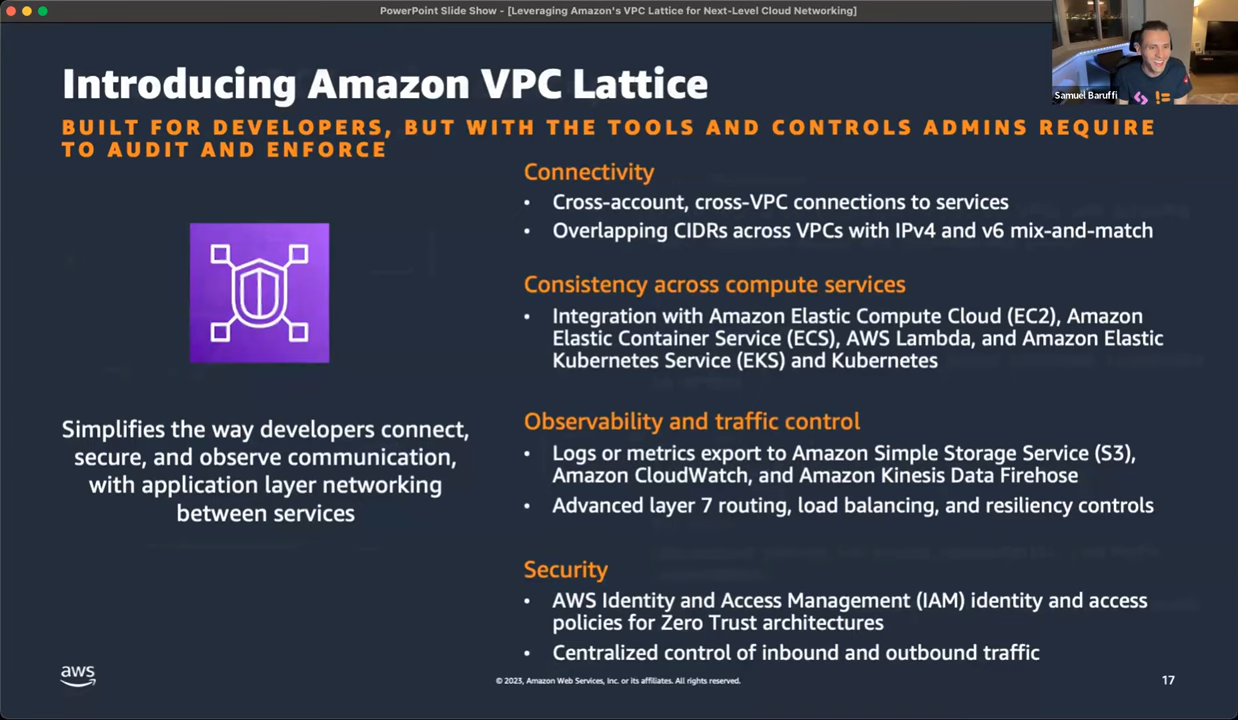 PowerPoint Slide Show - [Leveraging Amazon's VPC Lattice for Next-Level Cloud Networking]
Samuel Baruffi
Introducing Amazon VPC Lattice
BUILT FOR DEVELOPERS, BUT WITH THE TOOLS AND CONTROLS ADMINS REQUIRE
TO AUDIT AND ENFORCE
Simplifies the way developers connect,
secure, and observe communication,
with application layer networking
between services
Connectivity
• Cross-account, cross-VPC connections to services
• Overlapping CIDRs across VPCs with IPv4 and v6 mix-and-match
Consistency across compute services
• Integration with Amazon Elastic Compute Cloud (EC2), Amazon
Elastic Container Service (ECS), AWS Lambda, and Amazon Elastic
Kubernetes Service (EKS) and Kubernetes
Observability and traffic control
• Logs or metrics export to Amazon Simple Storage Service (S3),
Amazon CloudWatch, and Amazon Kinesis Data Firehose
• Advanced layer 7 routing, load balancing, and resiliency controls
Security
• AWS Identity and Access Management (IAM) identity and access
policies for Zero Trust architectures
• Centralized control of inbound and outbound traffic
aws
© 2023, Amazon Web Services, Inc. or its affiliates. All rights reserved.
17